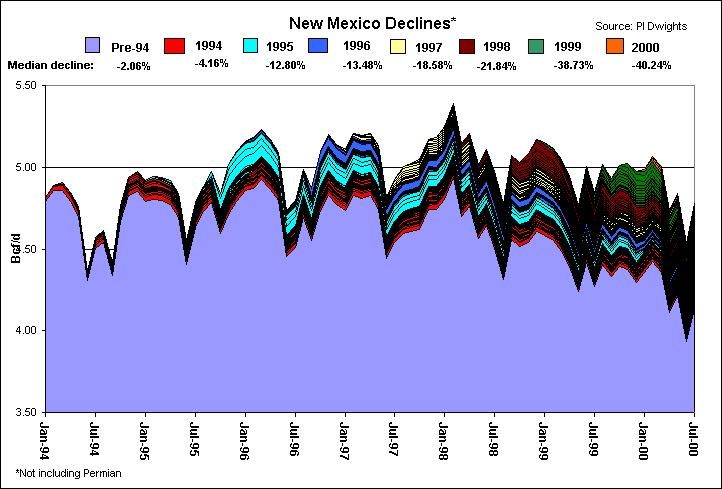 New Mexico Declines*
Source: PI Dwights
Pre-94 1994 1995 1996 1997 1998 1999 2000
Median decline: -2.06% -4.16% -12.80% -13.48% -18.58% -21.84% -38.73% -40.24%
5.50
5.00
4.50
4.00
3.50
Bcf/d
Jan-94 Jul-94 Jan-95 Jul-95 Jan-96 Jul-96 Jan-97 Jul-97 Jan-98 Jul-98 Jan-99 Jul-99 Jan-00 Jul-00
*Not including Permian